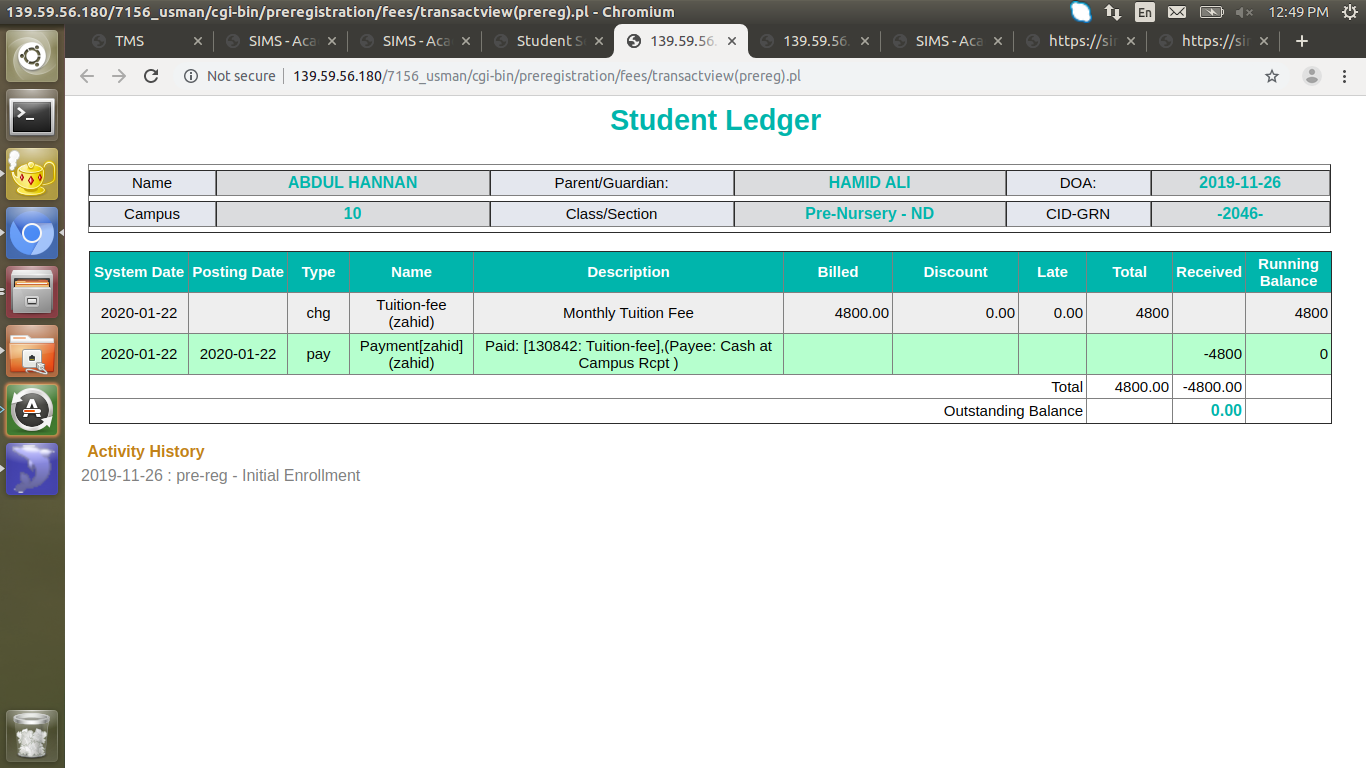 139.59.56.180/7156_usman/cgi-bin/preregistration/fees/transactview(prereg).pl - Chromium
En 12:49 PM
TMS SIMS - Aca SIMS - Aca Student S 139.59.56. 139.59.56. SIMS - Aca https://sir https://sir
Not secure 139.59.56.180/7156_usman/cgi-bin/preregistration/fees/transactview(prereg).pl
Student Ledger
Name ABDUL HANNAN Parent/Guardian: HAMID ALI DOA: 2019-11-26
Campus 10 Class/Section Pre-Nursery - ND CID-GRN -2046-
System Date Posting Date Type Name Description Billed Discount Late Total Received Running Balance
2020-01-22 chg Tuition-fee (zahid) Monthly Tuition Fee 4800.00 0.00 0.00 4800 4800
2020-01-22 2020-01-22 pay Payment[zahid] (zahid) Paid: [130842: Tuition-fee],(Payee: Cash at Campus Rcpt ) -4800 0
Total 4800.00 -4800.00
Outstanding Balance 0.00
Activity History
2019-11-26 : pre-reg - Initial Enrollment